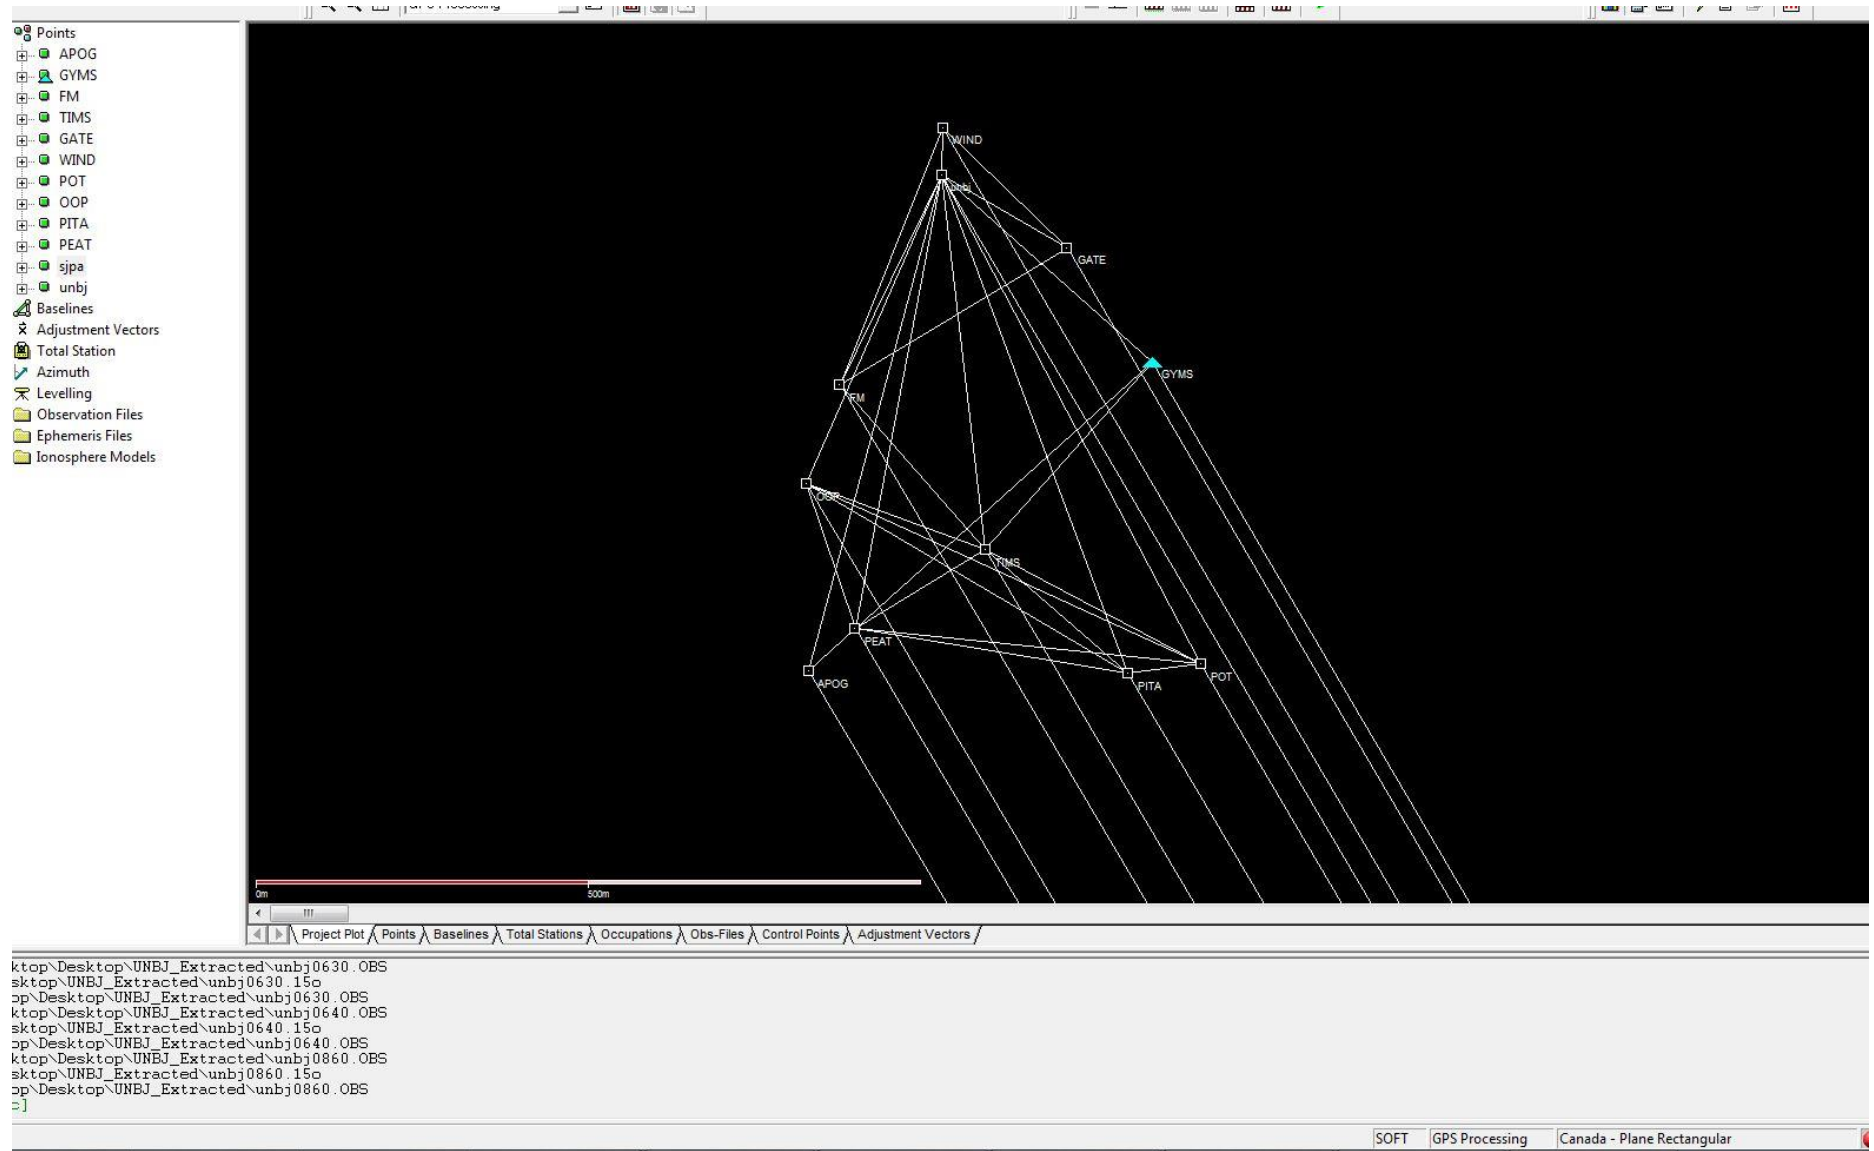 GPS Processing
Points
APOG
GYMS
FM
TIMS
GATE
WIND
POT
OOP
PITA
PEAT
sjpa
unbj
Baselines
Adjustment Vectors
Total Station
Azimuth
Levelling
Observation Files
Ephemeris Files
Ionosphere Models
WIND
unbj
GATE
GYMS
FM
OOP
TIMS
PEAT
APOG
PITA
POT
0m 500m
Project Plot Points Baselines Total Stations Occupations Obs-Files Control Points Adjustment Vectors
ktop\Desktop\UNBJ_Extracted\unbj0630.OBS
sktop\UNBJ_Extracted\unbj0630.15o
op\Desktop\UNBJ_Extracted\unbj0630.OBS
ktop\Desktop\UNBJ_Extracted\unbj0640.OBS
sktop\UNBJ_Extracted\unbj0640.15o
op\Desktop\UNBJ_Extracted\unbj0640.OBS
ktop\Desktop\UNBJ_Extracted\unbj0860.OBS
sktop\UNBJ_Extracted\unbj0860.15o
op\Desktop\UNBJ_Extracted\unbj0860.OBS
c]
SOFT GPS Processing Canada - Plane Rectangular